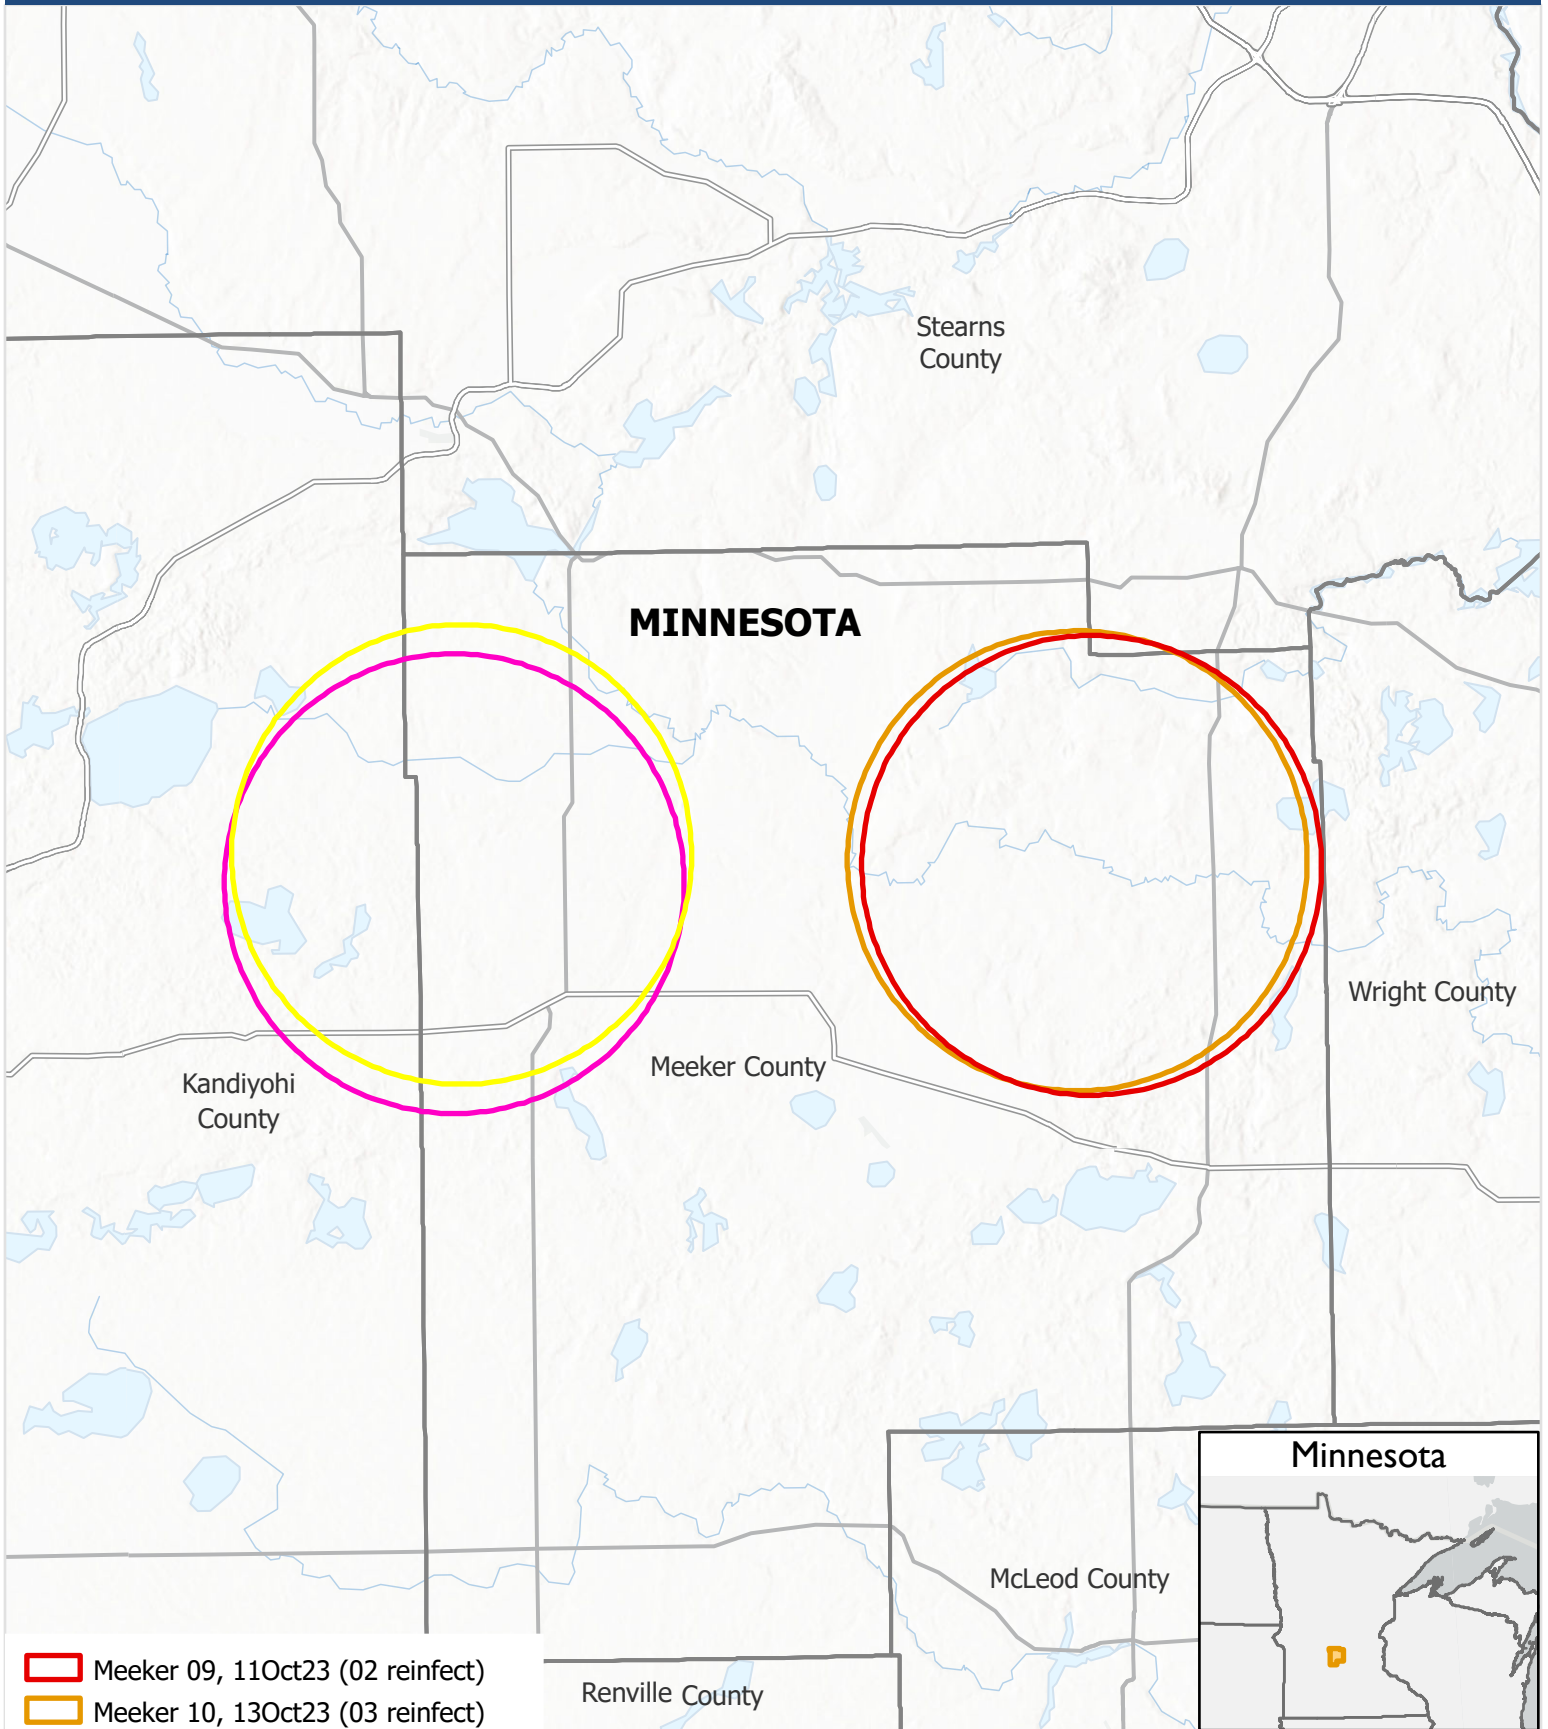 Stearns
County
MINNESOTA
Wright County
Meeker County
Kandiyohi
County
Minnesota
McLeod County
Renville County
Meeker 09, 11Oct23 (02 reinfect)
Meeker 10, 13Oct23 (03 reinfect)